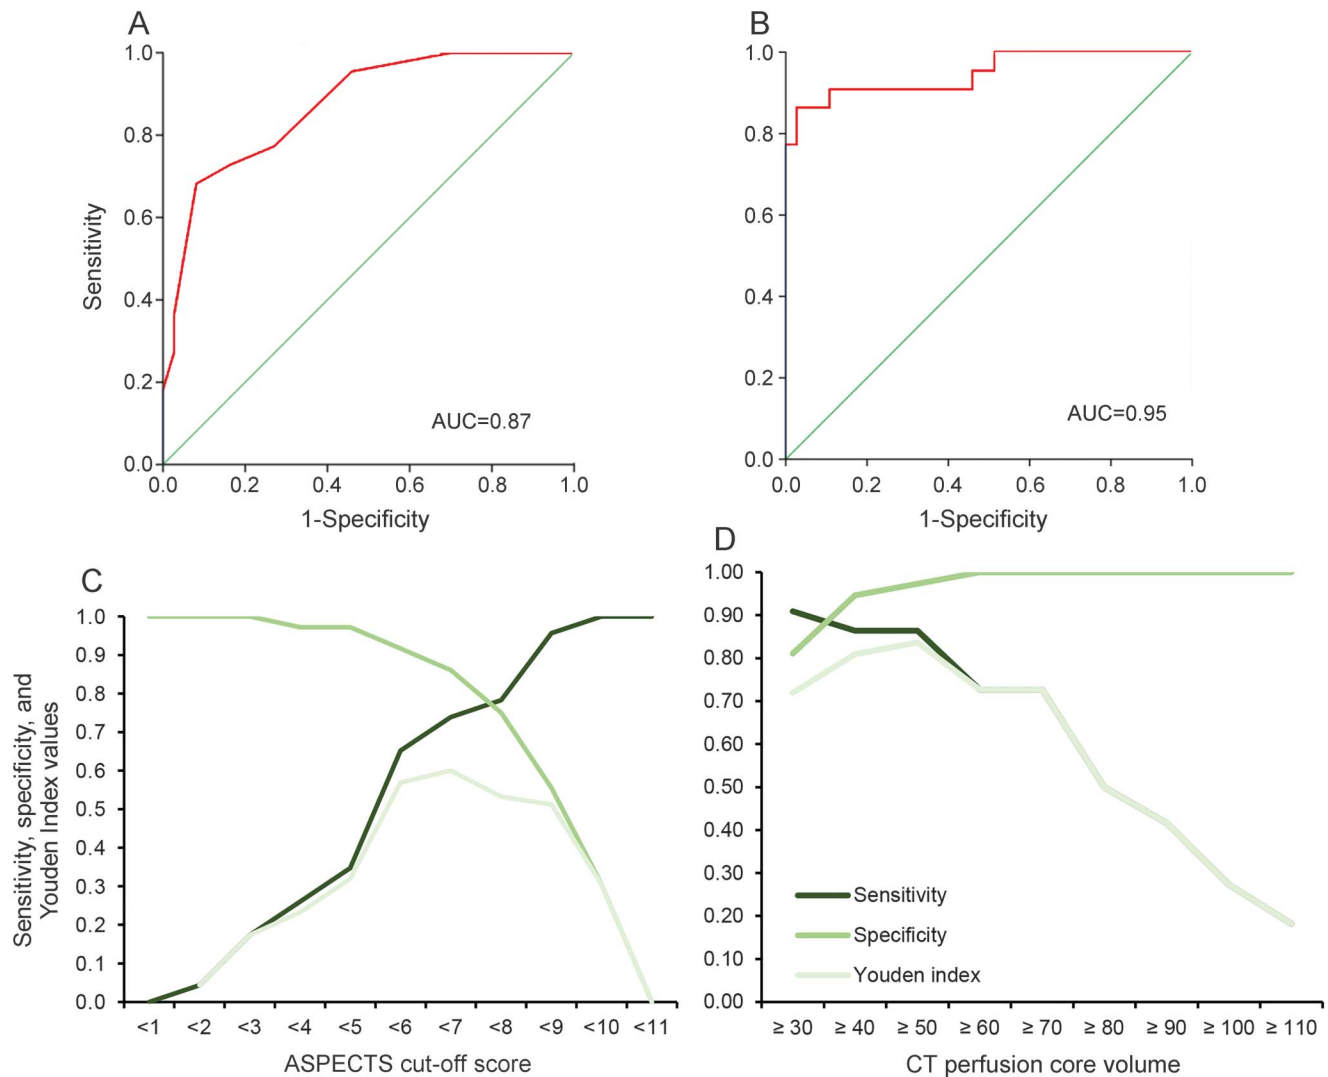 A
1.0
0.8
0.6
0.4
0.2
0.0
Sensitivity
AUC=0.87
0.0 0.2 0.4 0.6 0.8 1.0
1-Specificity
B
1.0
0.8
0.6
0.4
0.2
0.0
AUC=0.95
0.0 0.2 0.4 0.6 0.8 1.0
1-Specificity
C
1.0
0.9
0.8
0.7
0.6
0.5
0.4
0.3
0.2
0.1
0.0
Sensitivity, specificity, and
Youden Index values
<1 <2 <3 <4 <5 <6 <7 <8 <9 <10 <11
ASPECTS cut-off score
D
1.00
0.90
0.80
0.70
0.60
0.50
0.40
0.30
0.20
0.10
0.00
Sensitivity
Specificity
Youden index
≥ 30 ≥ 40 ≥ 50 ≥ 60 ≥ 70 ≥ 80 ≥ 90 ≥ 100 ≥ 110
CT perfusion core volume